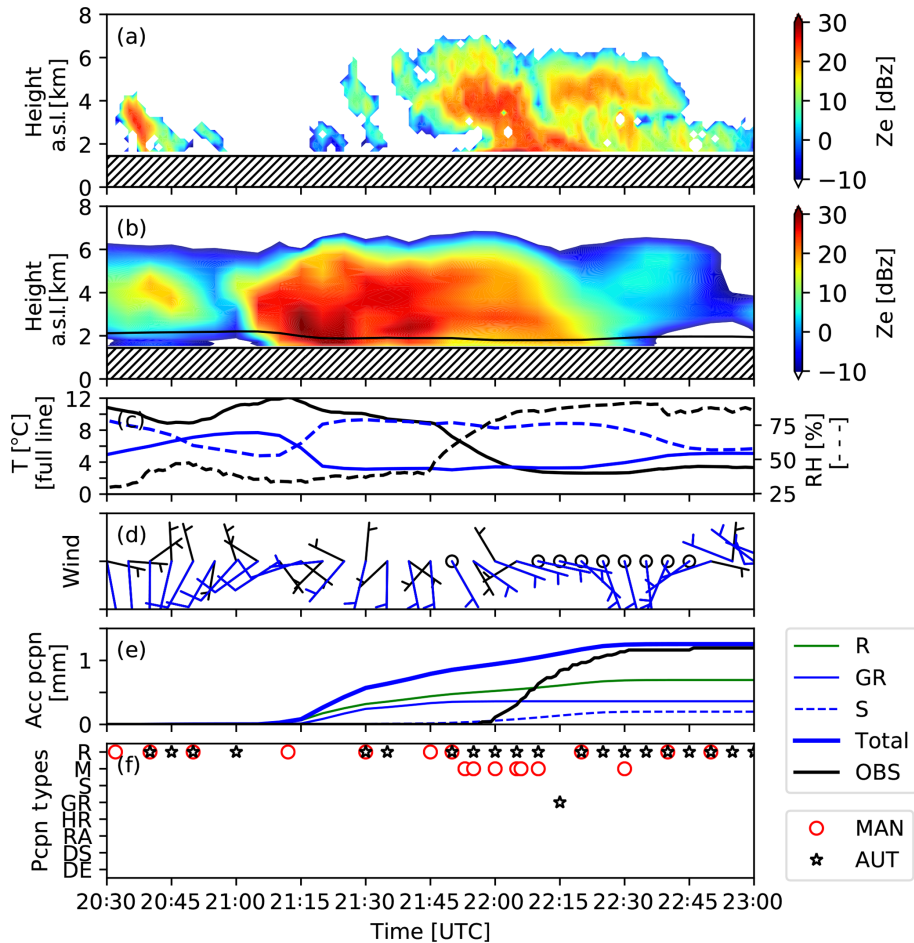 8
6
4
2
0
Height
a.s.l.[km]
(a)
30
20
10
0
−10
Ze [dBz]
8
6
4
2
0
Height
a.s.l.[km]
(b)
30
20
10
0
−10
Ze [dBz]
12
8
4
0
T [°C]
[full line]
(c)
75
50
25
RH [%]
[- - -]
Wind
(d)
1
0
Acc pcpn
[mm]
(e)
R
GR
S
Total
OBS
Pcpn types
(f)
R
M
S
GR
HR
RA
DS
DE
MAN
AUT
20:30 20:45 21:00 21:15 21:30 21:45 22:00 22:15 22:30 22:45 23:00
Time [UTC]